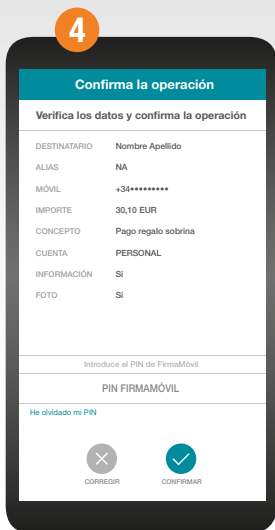 4
Confirma la operación
Verifica los datos y confirma la operación
DESTINATARIO Nombre Apellido
ALIAS NA
MÓVIL +34•••••••••
IMPORTE 30,10 EUR
CONCEPTO Pago regalo sobrina
CUENTA PERSONAL
INFORMACIÓN Sí
FOTO Sí
Introduce el PIN de FirmaMóvil
PIN FIRMAMÓVIL
He olvidado mi PIN
CORREGIR CONFIRMAR